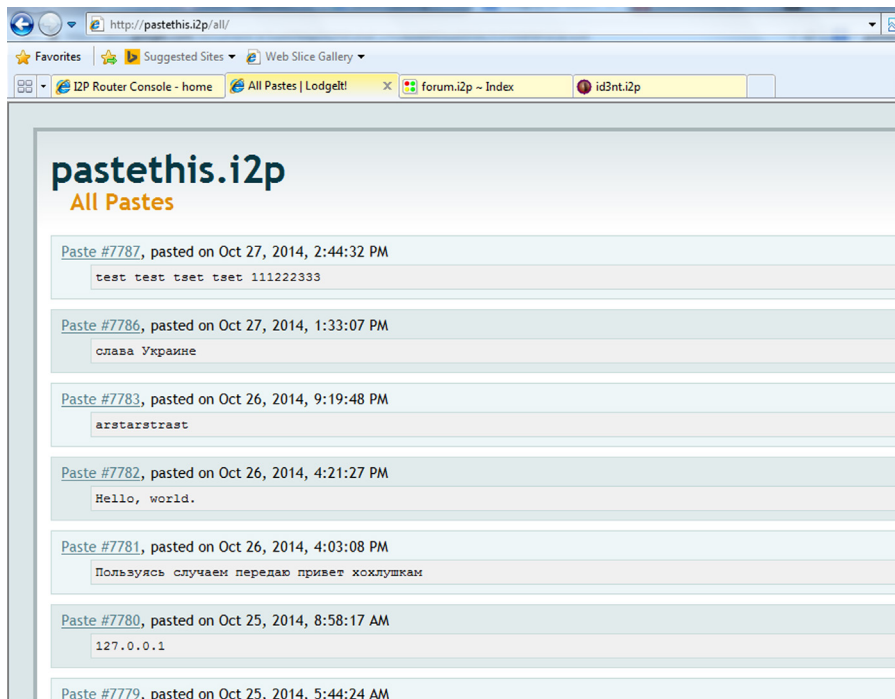 http://pastethis.i2p/all/
Favorites Suggested Sites Web Slice Gallery
I2P Router Console - home All Pastes | LodgeIt! forum.i2p ~ Index id3nt.i2p
pastethis.i2p
All Pastes
Paste #7787, pasted on Oct 27, 2014, 2:44:32 PM
test test tset tset 111222333
Paste #7786, pasted on Oct 27, 2014, 1:33:07 PM
слава Украине
Paste #7783, pasted on Oct 26, 2014, 9:19:48 PM
arstarstrast
Paste #7782, pasted on Oct 26, 2014, 4:21:27 PM
Hello, world.
Paste #7781, pasted on Oct 26, 2014, 4:03:08 PM
Пользуясь случаем передаю привет хохлушкам
Paste #7780, pasted on Oct 25, 2014, 8:58:17 AM
127.0.0.1
Paste #7779, pasted on Oct 25, 2014, 5:44:24 AM